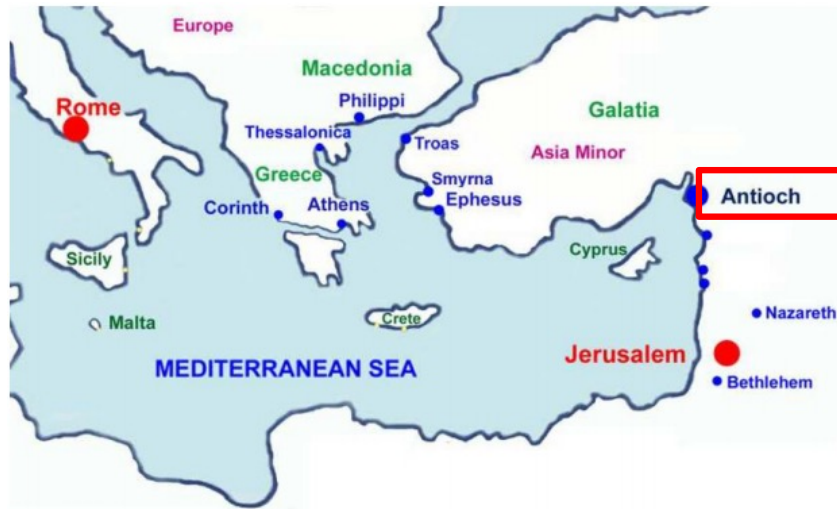 Europe
Macedonia
Rome
Philippi
Galatia
Thessalonica
Troas
Asia Minor
Greece
Smyrna
Antioch
Corinth
Athens
Ephesus
Sicily
Cyprus
Malta
Crete
Nazareth
MEDITERRANEAN SEA
Jerusalem
Bethlehem